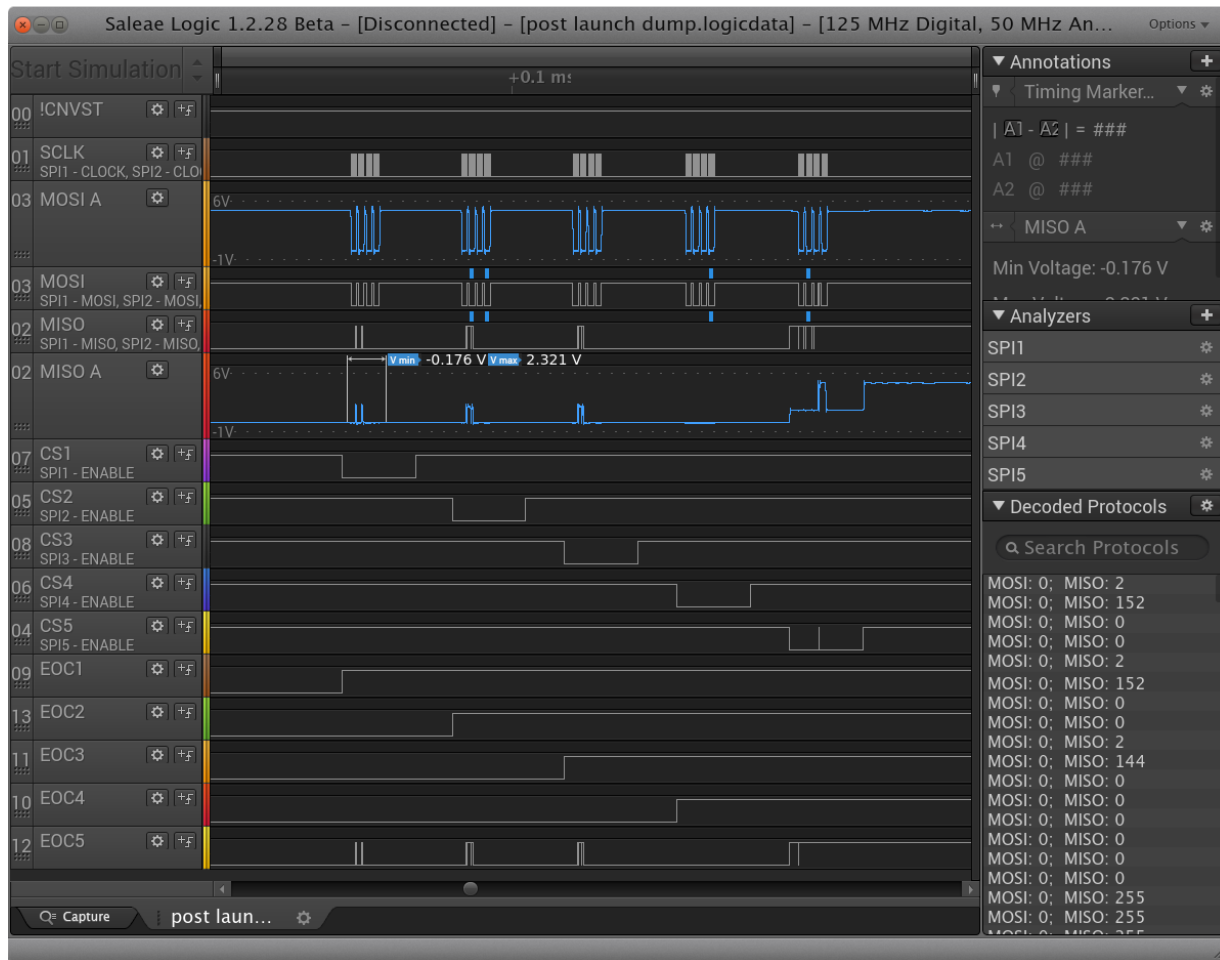 Saleae Logic 1.2.28 Beta – [Disconnected] – [post launch dump.logicdata] – [125 MHz Digital, 50 MHz An...
Options
Start Simulation
+0.1 ms
00 !CNVST
01 SCLK
SPI1 - CLOCK, SPI2 - CLO
03 MOSI A
6V
-1V
03 MOSI
SPI1 - MOSI, SPI2 - MOSI,
02 MISO
SPI1 - MISO, SPI2 - MISO,
02 MISO A
6V
V min -0.176 V V max 2.321 V
-1V
07 CS1
SPI1 - ENABLE
05 CS2
SPI2 - ENABLE
08 CS3
SPI3 - ENABLE
06 CS4
SPI4 - ENABLE
04 CS5
SPI5 - ENABLE
09 EOC1
13 EOC2
11 EOC3
10 EOC4
12 EOC5
Capture
post laun...
Annotations
Timing Marker...
| A1 - A2 | = ###
A1 @ ###
A2 @ ###
MISO A
Min Voltage: -0.176 V
Analyzers
SPI1
SPI2
SPI3
SPI4
SPI5
Decoded Protocols
Search Protocols
MOSI: 0; MISO: 2
MOSI: 0; MISO: 152
MOSI: 0; MISO: 0
MOSI: 0; MISO: 0
MOSI: 0; MISO: 2
MOSI: 0; MISO: 152
MOSI: 0; MISO: 0
MOSI: 0; MISO: 0
MOSI: 0; MISO: 2
MOSI: 0; MISO: 144
MOSI: 0; MISO: 0
MOSI: 0; MISO: 0
MOSI: 0; MISO: 0
MOSI: 0; MISO: 0
MOSI: 0; MISO: 0
MOSI: 0; MISO: 0
MOSI: 0; MISO: 255
MOSI: 0; MISO: 255
MOSI: 0; MISO: 255